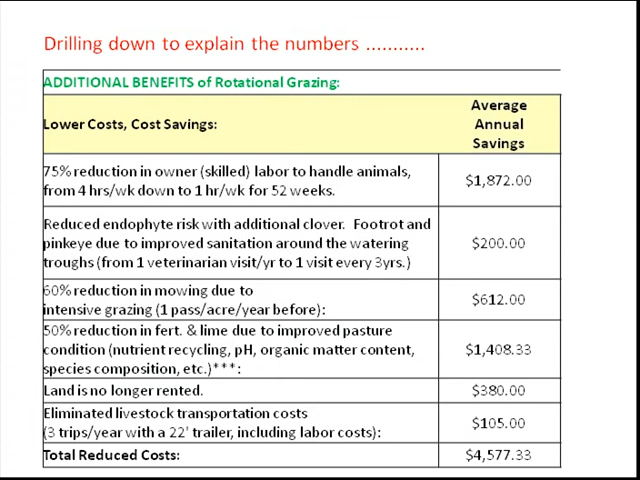 Drilling down to explain the numbers ...........
ADDITIONAL BENEFITS of Rotational Grazing:
Lower Costs, Cost Savings:
Average
Annual
Savings
75% reduction in owner (skilled) labor to handle animals,
from 4 hrs/wk down to 1 hr/wk for 52 weeks.
$1,872.00
Reduced endophyte risk with additional clover.  Footrot and
pinkeye due to improved sanitation around the watering
troughs (from 1 veterinarian visit/yr to 1 visit every 3yrs.)
$200.00
60% reduction in mowing due to
intensive grazing (1 pass/acre/year before):
$612.00
50% reduction in fert. & lime due to improved pasture
condition (nutrient recycling, pH, organic matter content,
species composition, etc.)***:
$1,408.33
Land is no longer rented.
$380.00
Eliminated livestock transportation costs
(3 trips/year with a 22' trailer, including labor costs):
$105.00
Total Reduced Costs:
$4,577.33